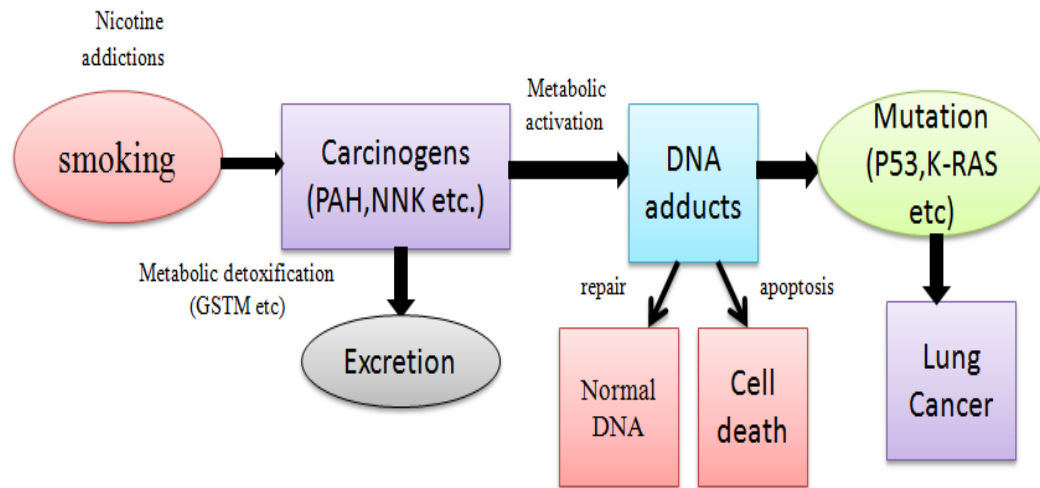 Nicotine
addictions
smoking
Carcinogens
(PAH,NNK etc.)
Metabolic
activation
DNA
adducts
Mutation
(P53,K-RAS
etc)
Metabolic detoxification
(GSTM etc)
Excretion
repair
apoptosis
Normal
DNA
Cell
death
Lung
Cancer